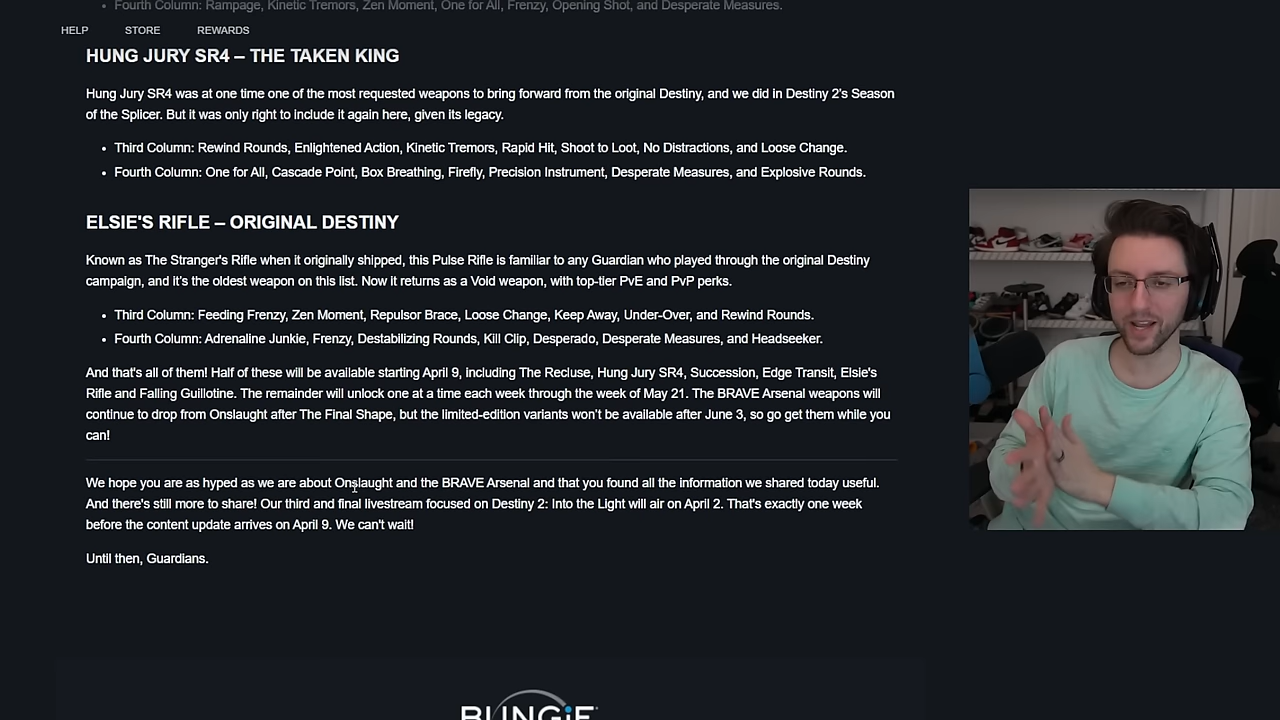 Fourth Column: Rampage, Kinetic Tremors, Zen Moment, One for All, Frenzy, Opening Shot, and Desperate Measures.
HELP STORE REWARDS
HUNG JURY SR4 – THE TAKEN KING
Hung Jury SR4 was at one time one of the most requested weapons to bring forward from the original Destiny, and we did in Destiny 2's Season
of the Splicer. But it was only right to include it again here, given its legacy.
• Third Column: Rewind Rounds, Enlightened Action, Kinetic Tremors, Rapid Hit, Shoot to Loot, No Distractions, and Loose Change.
• Fourth Column: One for All, Cascade Point, Box Breathing, Firefly, Precision Instrument, Desperate Measures, and Explosive Rounds.
ELSIE'S RIFLE – ORIGINAL DESTINY
Known as The Stranger's Rifle when it originally shipped, this Pulse Rifle is familiar to any Guardian who played through the original Destiny
campaign, and it's the oldest weapon on this list. Now it returns as a Void weapon, with top-tier PvE and PvP perks.
• Third Column: Feeding Frenzy, Zen Moment, Repulsor Brace, Loose Change, Keep Away, Under-Over, and Rewind Rounds.
• Fourth Column: Adrenaline Junkie, Frenzy, Destabilizing Rounds, Kill Clip, Desperado, Desperate Measures, and Headseeker.
And that's all of them! Half of these will be available starting April 9, including The Recluse, Hung Jury SR4, Succession, Edge Transit, Elsie's
Rifle and Falling Guillotine. The remainder will unlock one at a time each week through the week of May 21. The BRAVE Arsenal weapons will
continue to drop from Onslaught after The Final Shape, but the limited-edition variants won't be available after June 3, so go get them while you
can!
We hope you are as hyped as we are about Onslaught and the BRAVE Arsenal and that you found all the information we shared today useful.
And there's still more to share! Our third and final livestream focused on Destiny 2: Into the Light will air on April 2. That's exactly one week
before the content update arrives on April 9. We can't wait!
Until then, Guardians.
BUNGiE